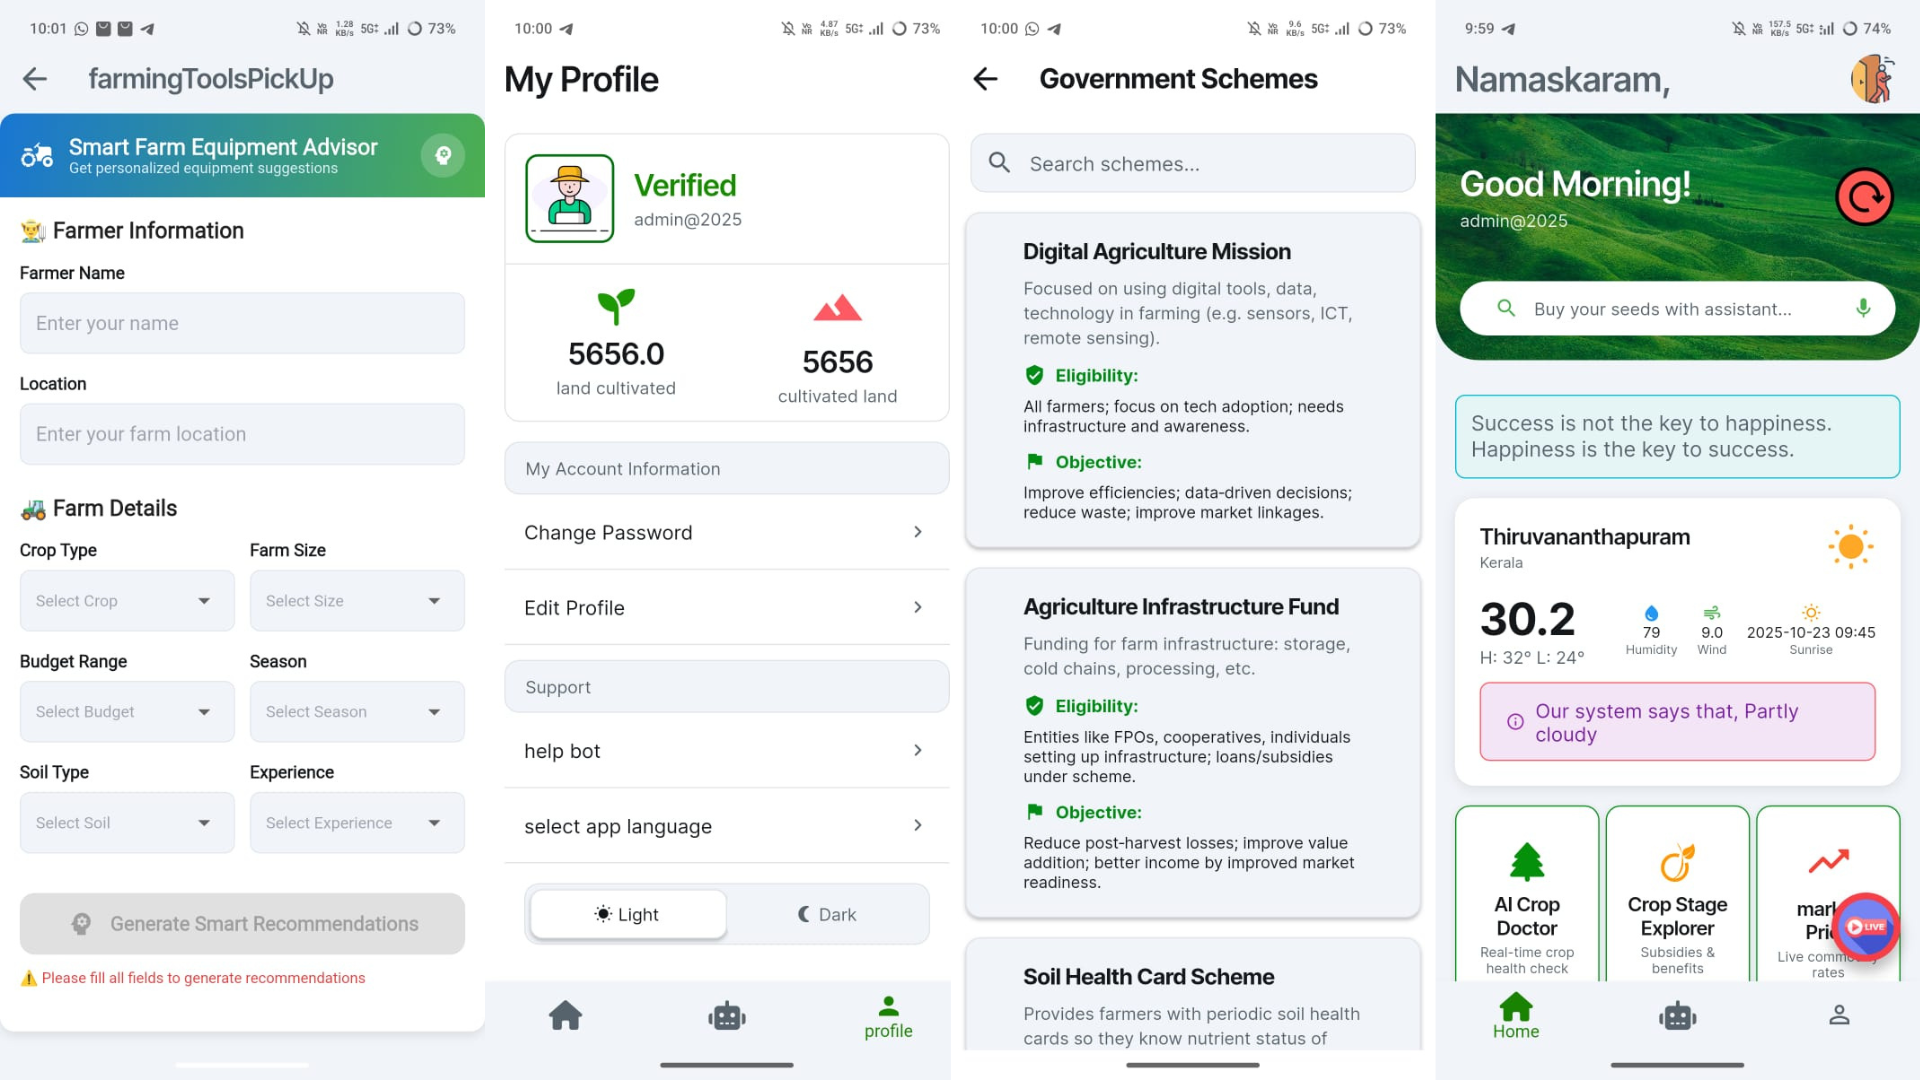 10:01
1.28 KB/s 5G+ 73%
farmingToolsPickUp
Smart Farm Equipment Advisor
Get personalized equipment suggestions
Farmer Information
Farmer Name
Enter your name
Location
Enter your farm location
Farm Details
Crop Type
Farm Size
Select Crop
Select Size
Budget Range
Season
Select Budget
Select Season
Soil Type
Experience
Select Soil
Select Experience
Generate Smart Recommendations
Please fill all fields to generate recommendations
10:00
4.87 KB/s 5G+ 73%
My Profile
Verified
admin@2025
5656.0
land cultivated
5656
cultivated land
My Account Information
Change Password
Edit Profile
Support
help bot
select app language
Light
Dark
profile
10:00
9.6 KB/s 5G+ 73%
Government Schemes
Search schemes...
Digital Agriculture Mission
Focused on using digital tools, data,
technology in farming (e.g. sensors, ICT,
remote sensing).
Eligibility:
All farmers; focus on tech adoption; needs
infrastructure and awareness.
Objective:
Improve efficiencies; data-driven decisions;
reduce waste; improve market linkages.
Agriculture Infrastructure Fund
Funding for farm infrastructure: storage,
cold chains, processing, etc.
Eligibility:
Entities like FPOs, cooperatives, individuals
setting up infrastructure; loans/subsidies
under scheme.
Objective:
Reduce post-harvest losses; improve value
addition; better income by improved market
readiness.
Soil Health Card Scheme
Provides farmers with periodic soil health
cards so they know nutrient status of
9:59
157.5 KB/s 5G+ 74%
Namaskaram,
Good Morning!
admin@2025
Buy your seeds with assistant...
Success is not the key to happiness.
Happiness is the key to success.
Thiruvananthapuram
Kerala
30.2
H: 32° L: 24°
79
Humidity
9.0
Wind
2025-10-23 09:45
Sunrise
Our system says that, Partly
cloudy
AI Crop
Doctor
Real-time crop
health check
Crop Stage
Explorer
Subsidies &
benefits
mark
Pri
LIVE
Live commo
rates
Home